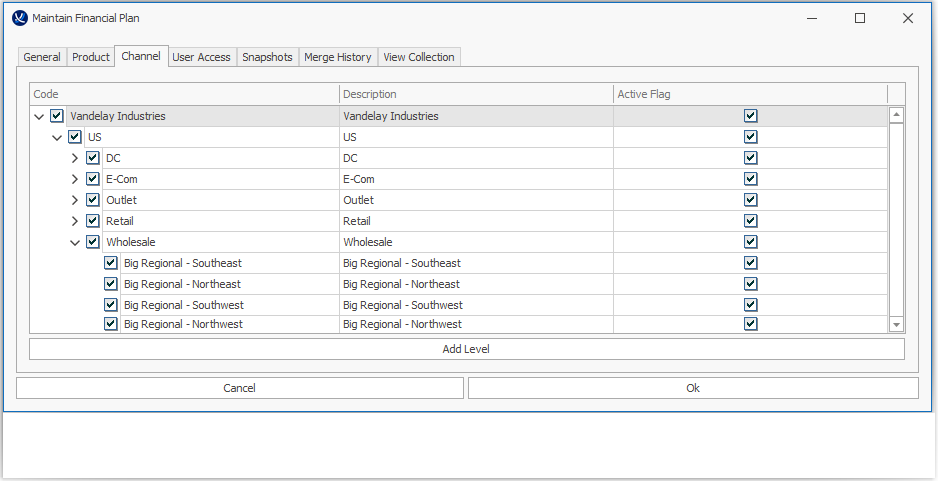 Maintain Financial Plan
General Product Channel User Access Snapshots Merge History View Collection
Code Description Active Flag
Vandelay Industries Vandelay Industries
US US
DC DC
E-Com E-Com
Outlet Outlet
Retail Retail
Wholesale Wholesale
Big Regional - Southeast Big Regional - Southeast
Big Regional - Northeast Big Regional - Northeast
Big Regional - Southwest Big Regional - Southwest
Big Regional - Northwest Big Regional - Northwest
Add Level
Cancel Ok